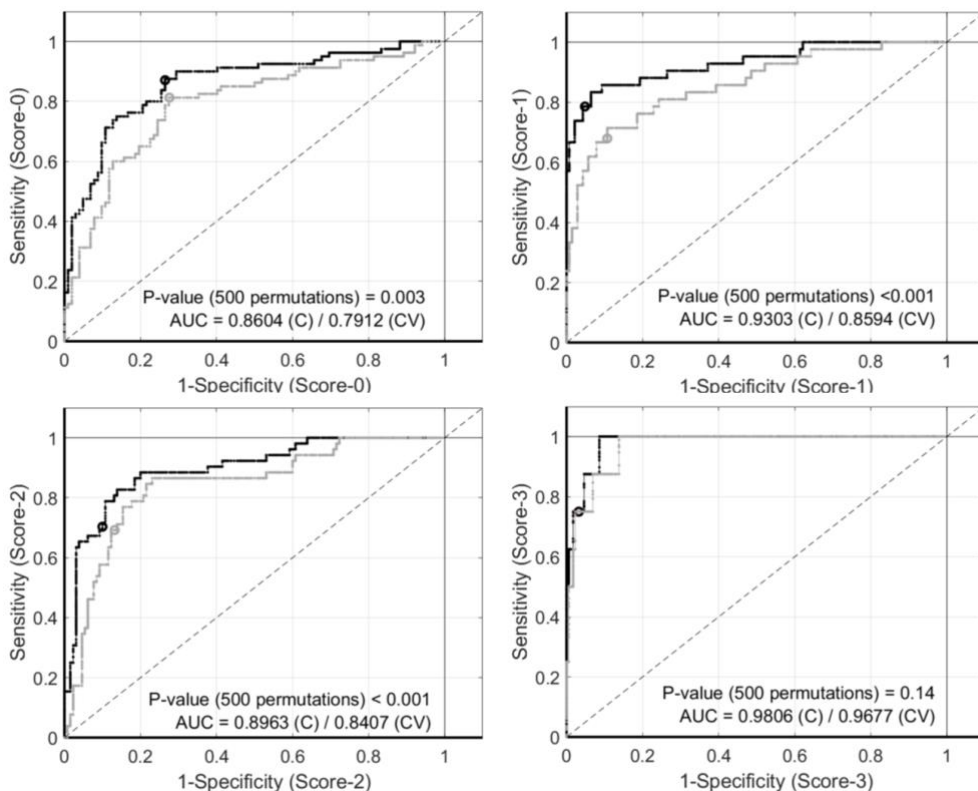 1
0.8
0.6
0.4
0.2
0
Sensitivity (Score-0)
P-value (500 permutations) = 0.003
AUC = 0.8604 (C) / 0.7912 (CV)
0 0.2 0.4 0.6 0.8 1
1-Specificity (Score-0)
1
0.8
0.6
0.4
0.2
0
Sensitivity (Score-1)
P-value (500 permutations) <0.001
AUC = 0.9303 (C) / 0.8594 (CV)
0 0.2 0.4 0.6 0.8 1
1-Specificity (Score-1)
1
0.8
0.6
0.4
0.2
0
Sensitivity (Score-2)
P-value (500 permutations) < 0.001
AUC = 0.8963 (C) / 0.8407 (CV)
0 0.2 0.4 0.6 0.8 1
1-Specificity (Score-2)
1
0.8
0.6
0.4
0.2
0
Sensitivity (Score-3)
P-value (500 permutations) = 0.14
AUC = 0.9806 (C) / 0.9677 (CV)
0 0.2 0.4 0.6 0.8 1
1-Specificity (Score-3)